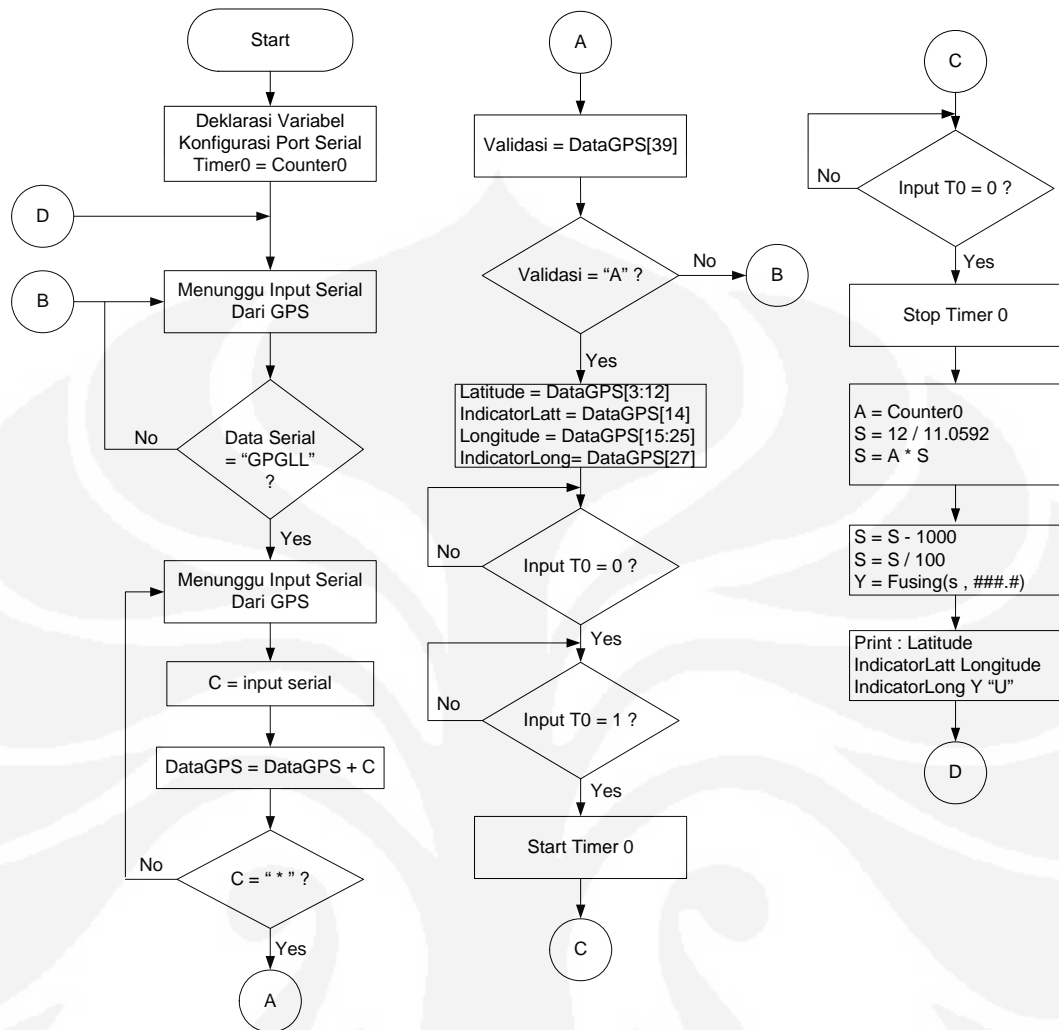 Start
Deklarasi Variabel
Konfigurasi Port Serial
Timer0 = Counter0
D
B
Menunggu Input Serial
Dari GPS
No
Data Serial
= “GPGLL”
?
Yes
Menunggu Input Serial
Dari GPS
C = input serial
DataGPS = DataGPS + C
No
C = “ * ” ?
Yes
A
A
Validasi = DataGPS[39]
Validasi = “A” ?
No
B
Yes
Latitude = DataGPS[3:12]
IndicatorLatt = DataGPS[14]
Longitude = DataGPS[15:25]
IndicatorLong= DataGPS[27]
No
Input T0 = 0 ?
Yes
No
Input T0 = 1 ?
Yes
Start Timer 0
C
C
No
Input T0 = 0 ?
Yes
Stop Timer 0
A = Counter0
S = 12 / 11.0592
S = A * S
S = S - 1000
S = S / 100
Y = Fusing(s , ###.#)
Print : Latitude
IndicatorLatt Longitude
IndicatorLong Y “U”
D